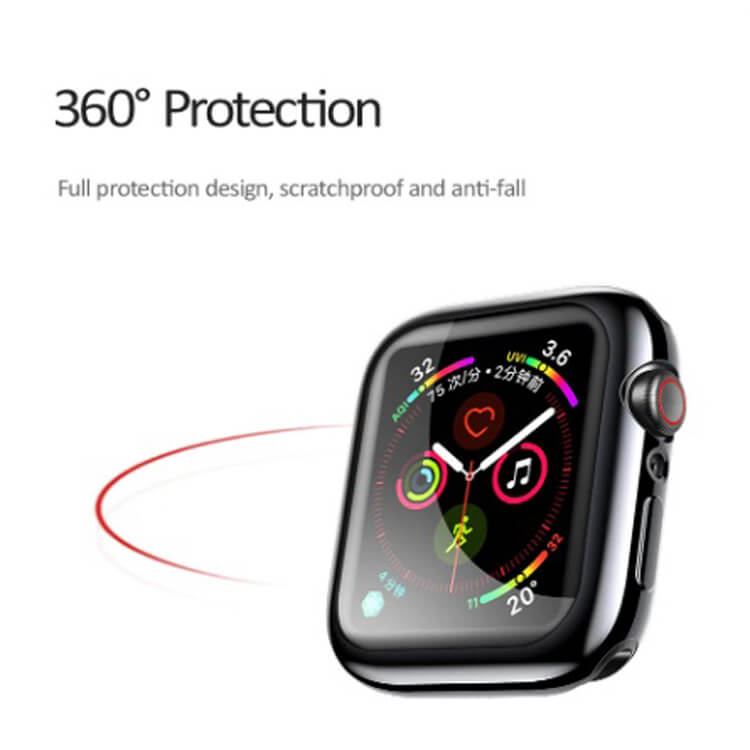 360° Protection
Full protection design, scratchproof and anti-fall
32
UVI
3.6
AQI
75 次/分 · 2分钟前
32
4分钟
11
20°